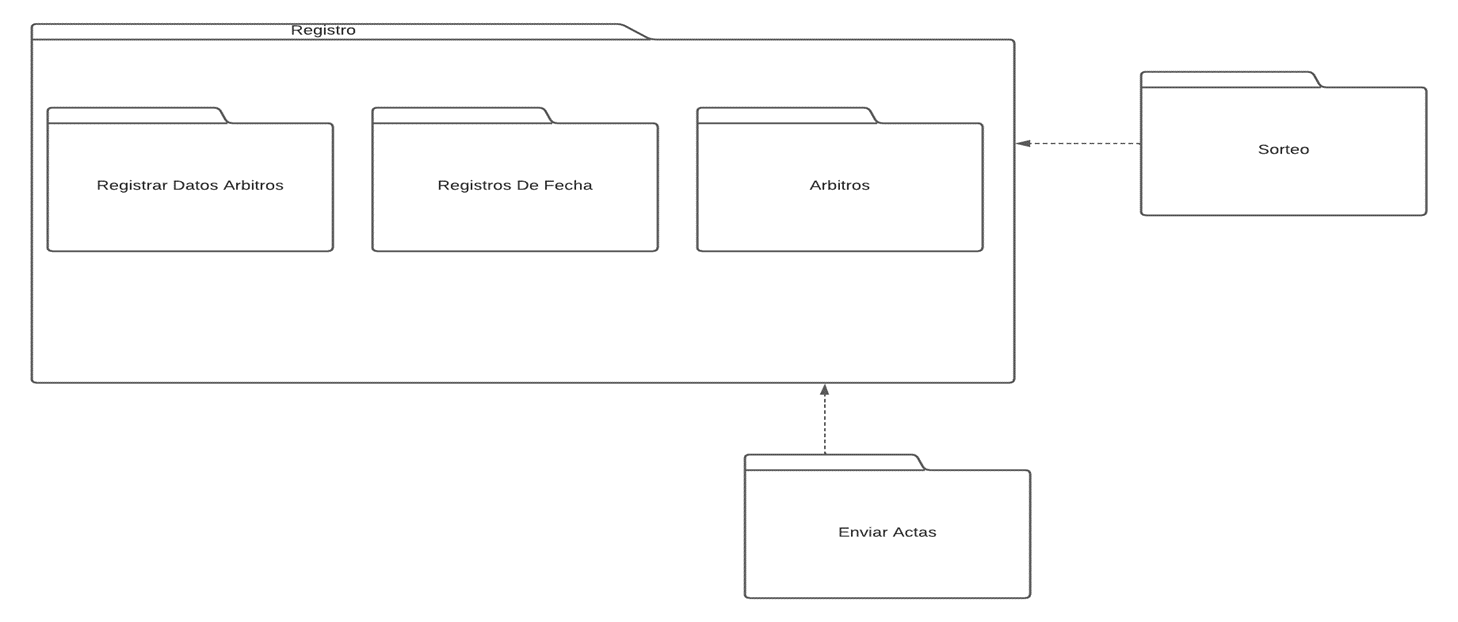 Registro
Registrar Datos Arbitros
Registros De Fecha
Arbitros
Sorteo
Enviar Actas